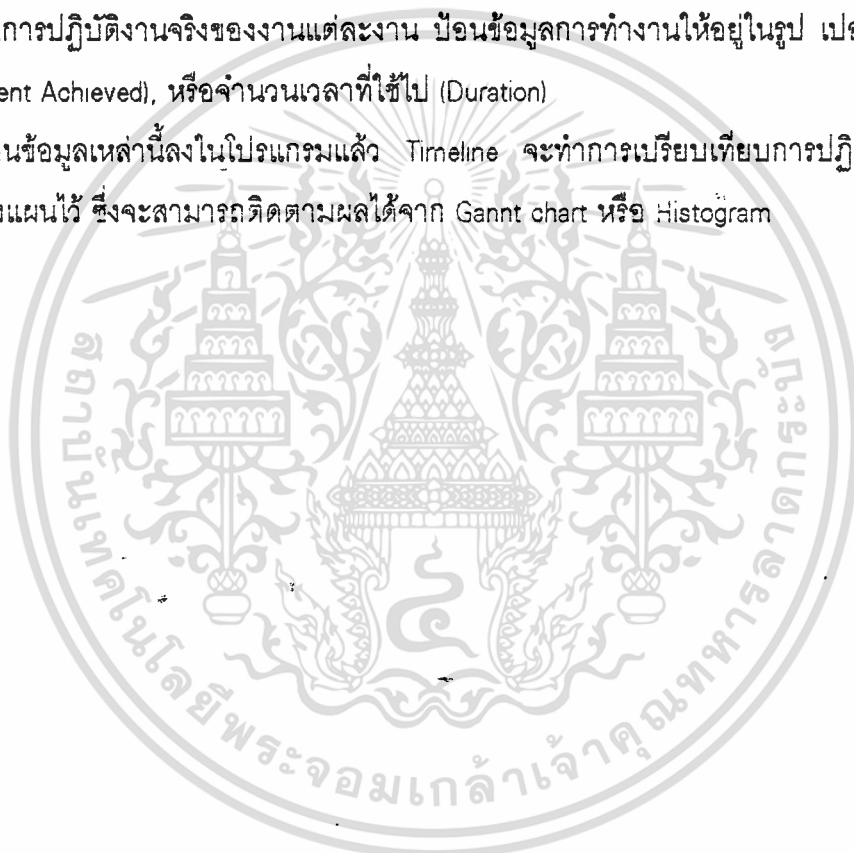 การปฏิบัติงานจริงของงานแต่ละงาน ป้อนข้อมูลการทำงานให้อยู่ในรูป เปอ
ent Achieved), หรือจำนวนเวลาที่ใช้ไป (Duration)
นข้อมูลเหล่านี้ลงในโปรแกรมแล้ว Timeline จะทำการเปรียบเทียบการปฏิ
งแผนไว้ ซึ่งจะสามารถติดตามผลได้จาก Gannt chart หรือ Histogram
สถาบันเทคโนโลยีพระจอมเกล้าเจ้าคุณทหารลาดกระบัง